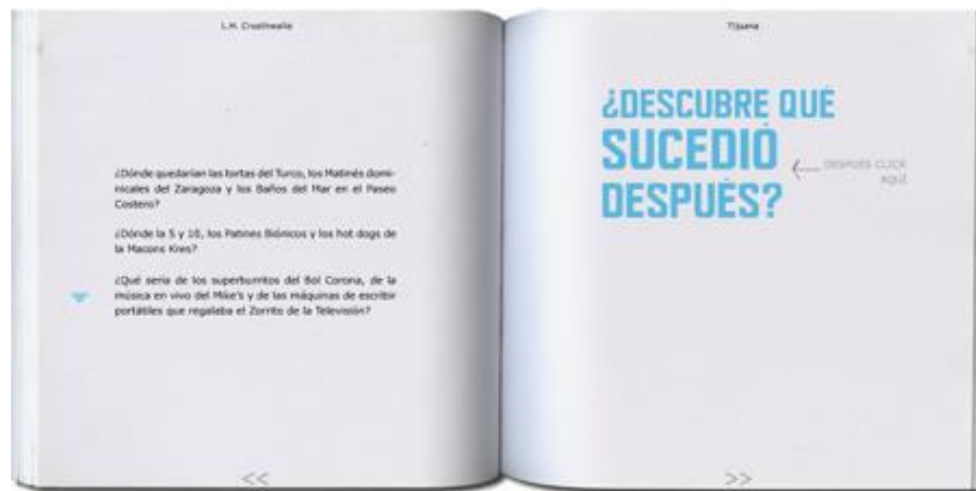 L.H. Crosthwaite
¿Dónde quedarían las tortas del Turco, los Matinés domi-
nicales del Zaragoza y los Baños del Mar en el Paseo
Costero?
¿Dónde la 5 y 10, los Patines Biónicos y los hot dogs de
la Macons Kres?
¿Qué sería de los superburritos del Bol Corona, de la
música en vivo del Mike's y de las máquinas de escribir
portátiles que regalaba el Zorrito de la Televisión?
<<
Tijuana
¿DESCUBRE QUÉ
SUCEDIÓ
DESPUÉS?
DESPUÉS CLICK
aquí
>>